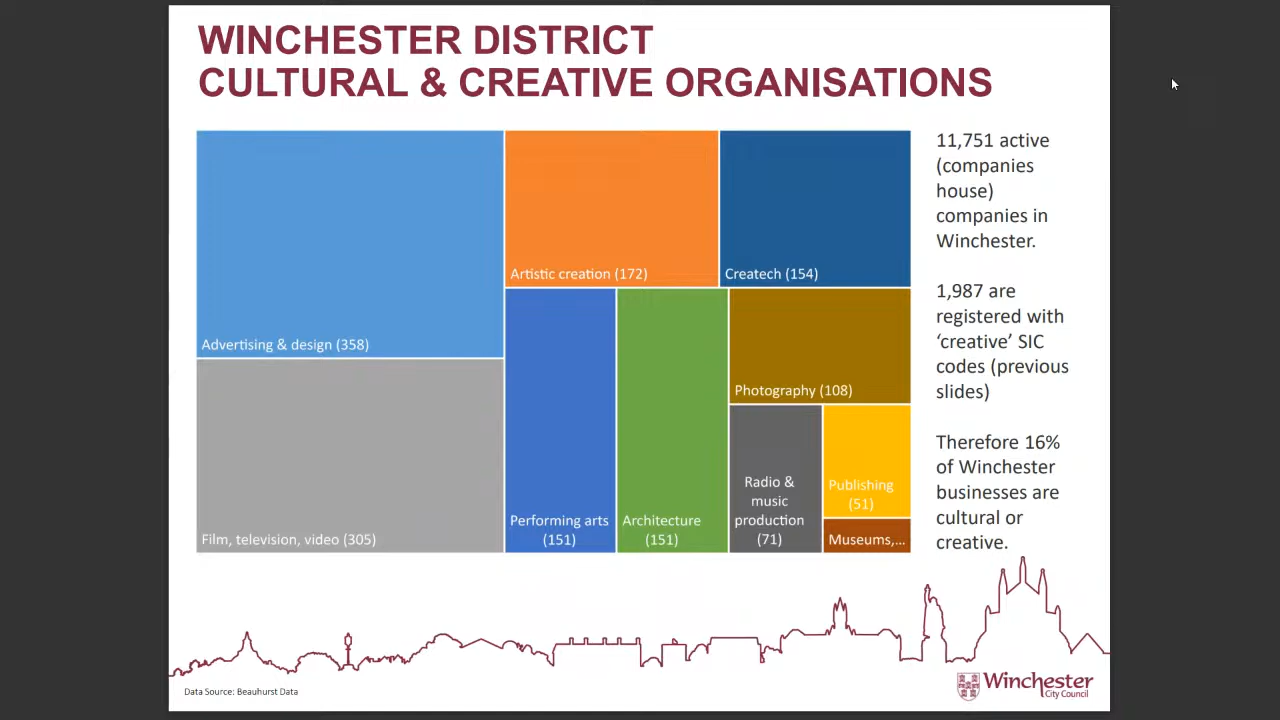 WINCHESTER DISTRICT
CULTURAL & CREATIVE ORGANISATIONS
Advertising & design (358)
Film, television, video (305)
Artistic creation (172)
Createch (154)
Performing arts
(151)
Architecture
(151)
Photography (108)
Radio &
music
production
(71)
Publishing
(51)
Museums,...
11,751 active
(companies
house)
companies in
Winchester.
1,987 are
registered with
‘creative’ SIC
codes (previous
slides)
Therefore 16%
of Winchester
businesses are
cultural or
creative.
Data Source: Beauhurst Data
Winchester
City Council